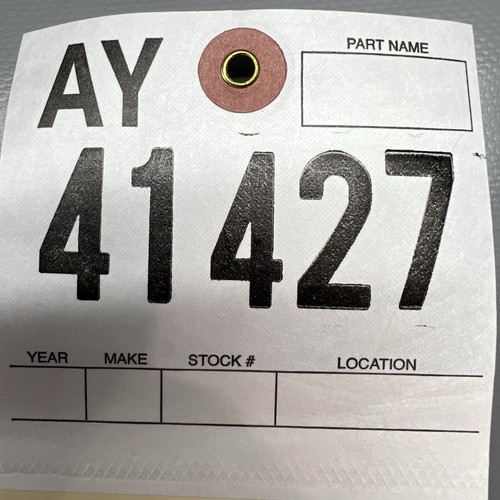 AY
PART NAME
41427
YEAR MAKE STOCK # LOCATION